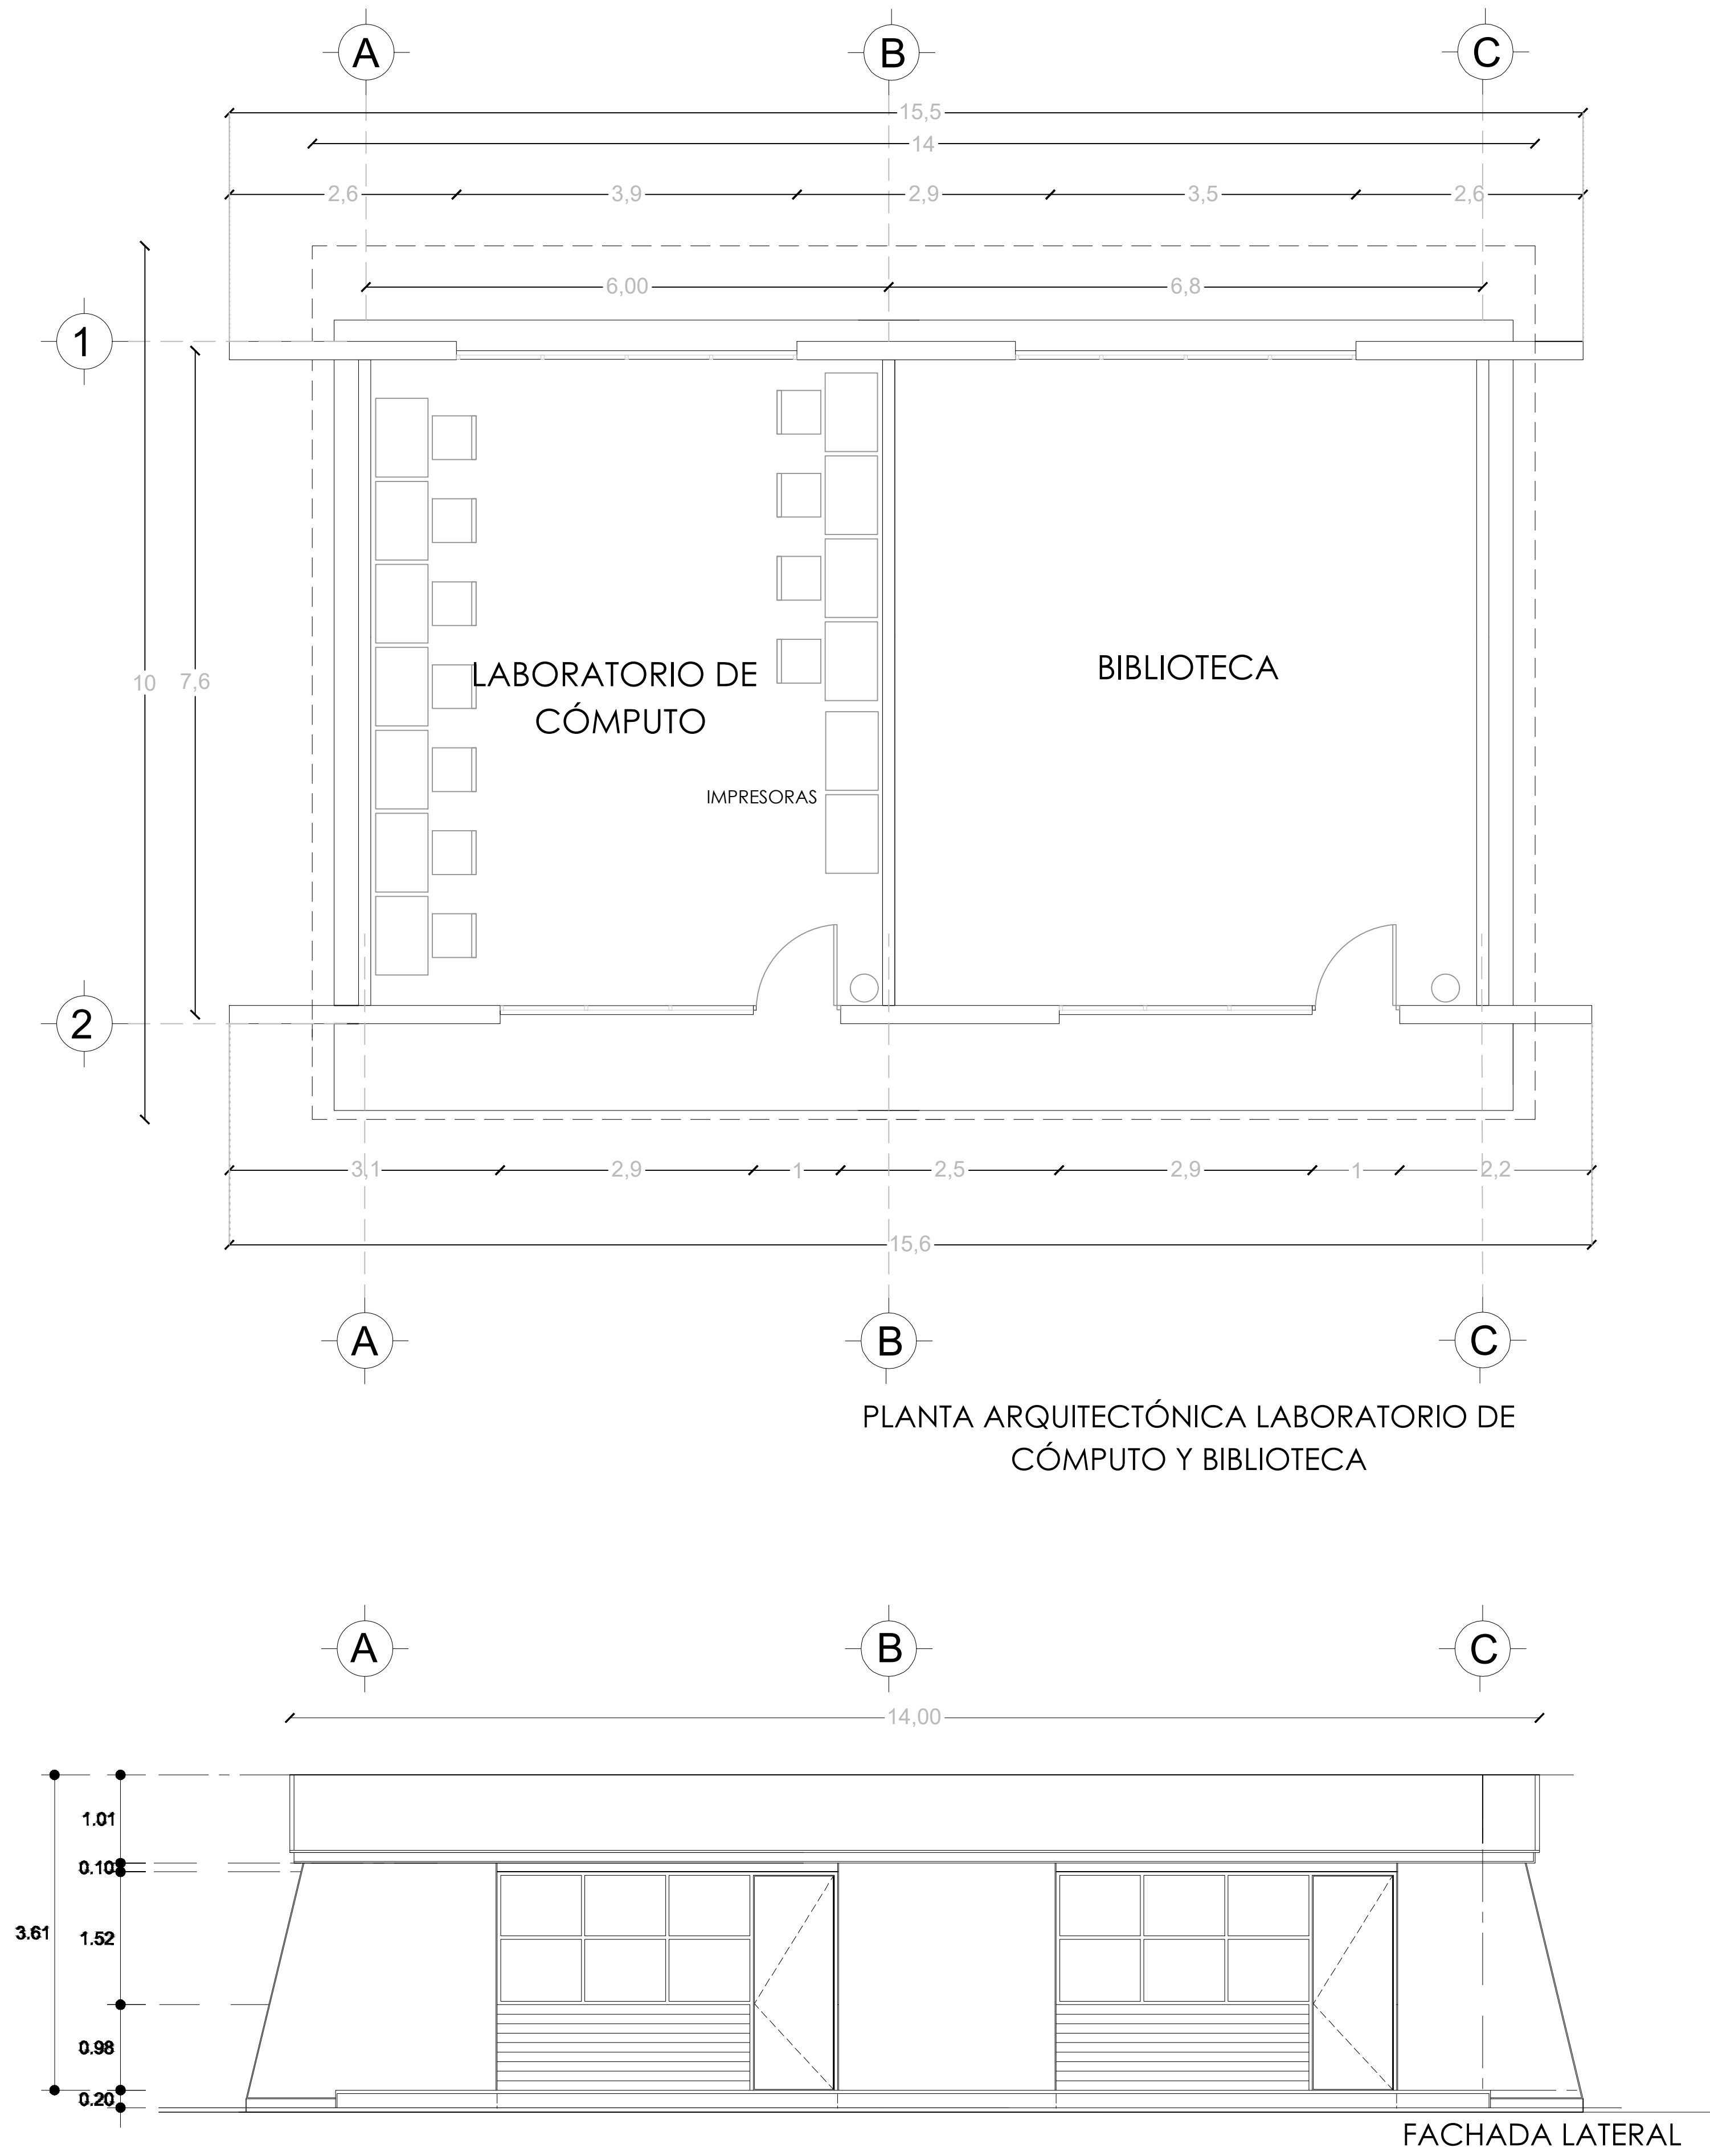 A B C
15,5
14
2,6 3,9 2,9 3,5 2,6
6,00 6,8
1
10 7,6
LABORATORIO DE
CÓMPUTO
BIBLIOTECA
IMPRESORAS
2
3,1 2,9 1 2,5 2,9 1 2,2
15,6
A B C
PLANTA ARQUITECTÓNICA LABORATORIO DE
CÓMPUTO Y BIBLIOTECA
A B C
14,00
1.01
0.10
3.61
1.52
0.98
0.20
FACHADA LATERAL